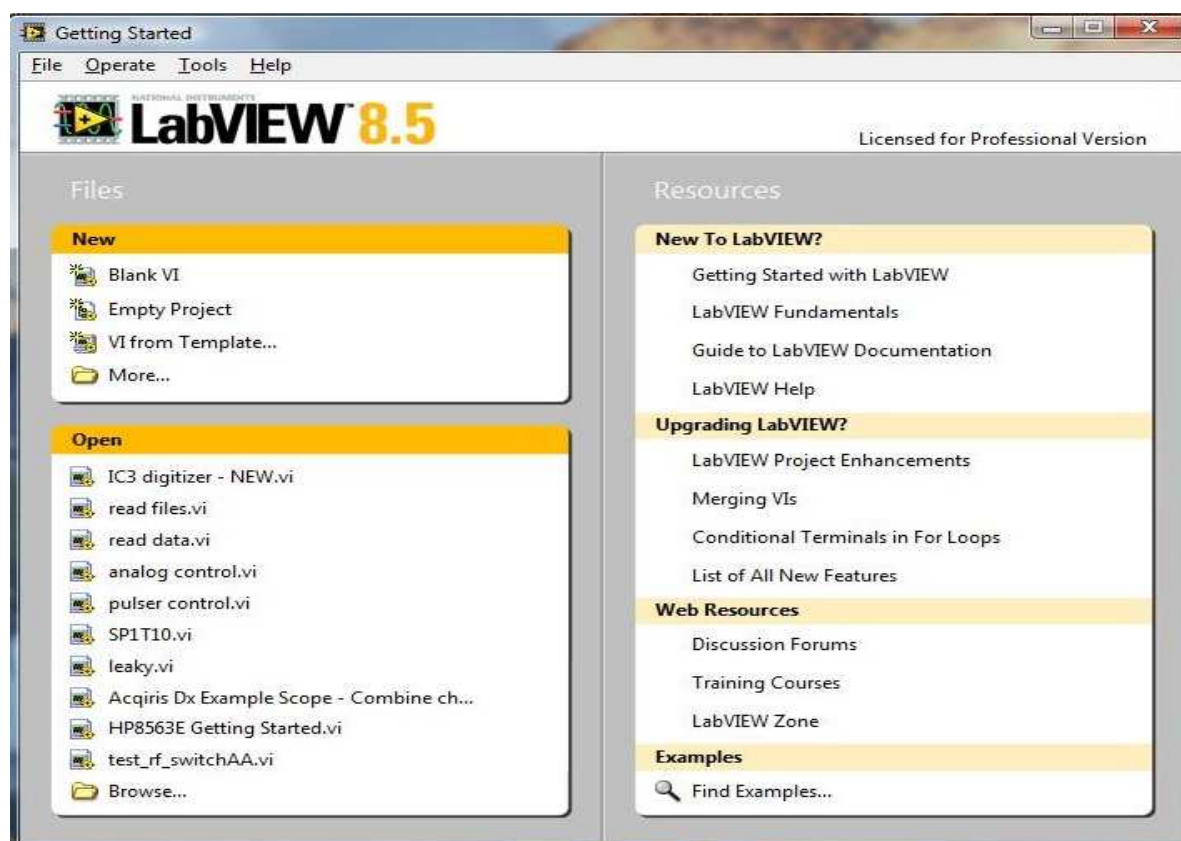 Getting Started
File Operate Tools Help
NATIONAL INSTRUMENTS
LabVIEW™ 8.5
Licensed for Professional Version
Files
New
Blank VI
Empty Project
VI from Template...
More...
Open
IC3 digitizer - NEW.vi
read files.vi
read data.vi
analog control.vi
pulser control.vi
SP1T10.vi
leaky.vi
Acqiris Dx Example Scope - Combine ch...
HP8563E Getting Started.vi
test_rf_switchAA.vi
Browse...
Resources
New To LabVIEW?
Getting Started with LabVIEW
LabVIEW Fundamentals
Guide to LabVIEW Documentation
LabVIEW Help
Upgrading LabVIEW?
LabVIEW Project Enhancements
Merging VIs
Conditional Terminals in For Loops
List of All New Features
Web Resources
Discussion Forums
Training Courses
LabVIEW Zone
Examples
Find Examples...